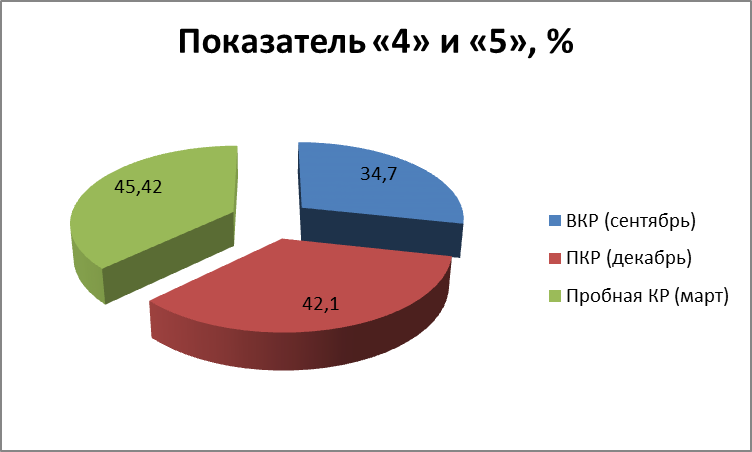 Показатель «4» и «5», %
45,42
34,7
42,1
ВКР (сентябрь)
ПКР (декабрь)
Пробная КР (март)